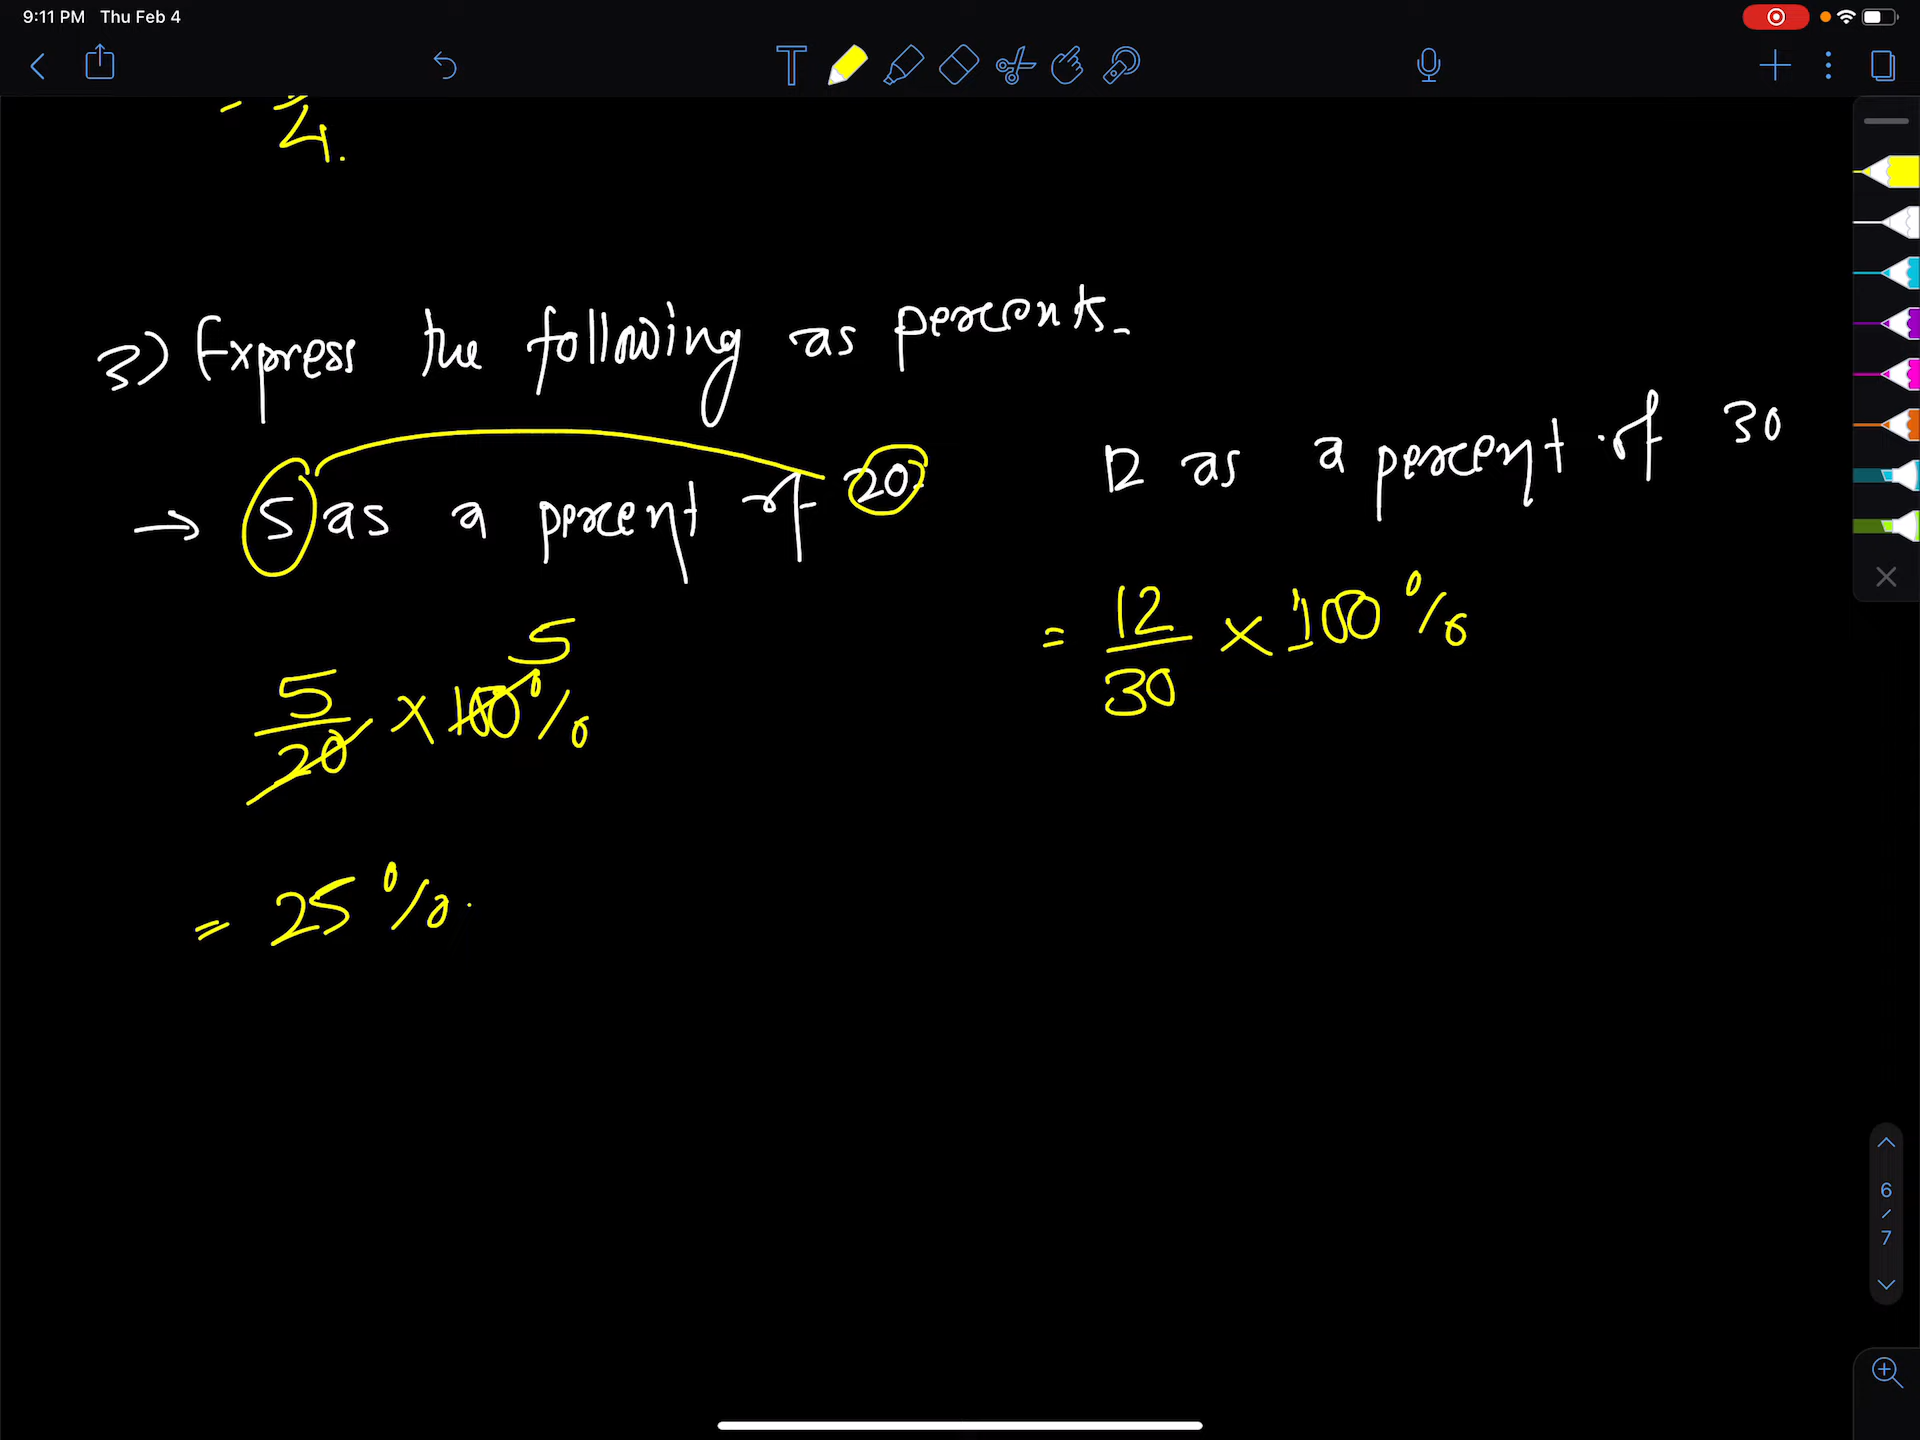 9:11 PM Thu Feb 4
T
4.
3) Express the following as percents.
→ 5 as a percent of 20.
5
5/20 × 100%
= 25%.
12 as a percent of 30
= 12/30 × 100%
6
/
7